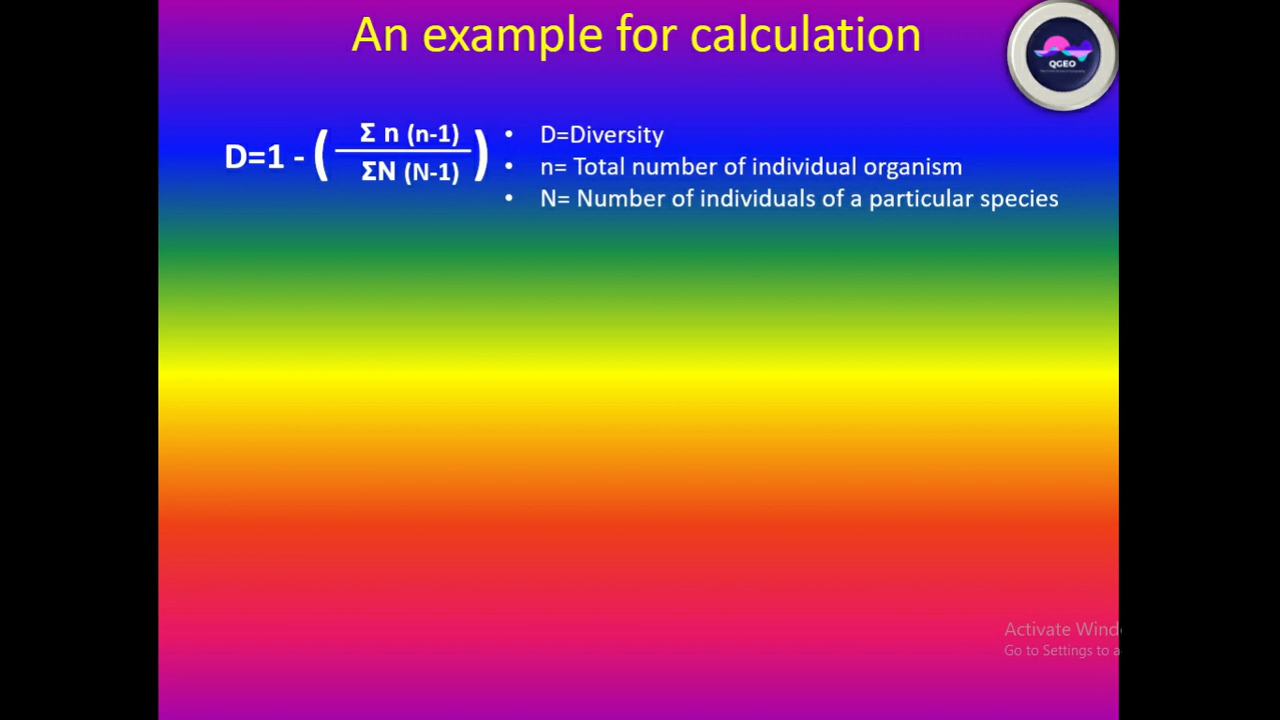 An example for calculation
QGEO
D=1 - ( Σ n (n-1) / ΣN (N-1) )
• D=Diversity
• n= Total number of individual organism
• N= Number of individuals of a particular species
Activate Wind
Go to Settings to a